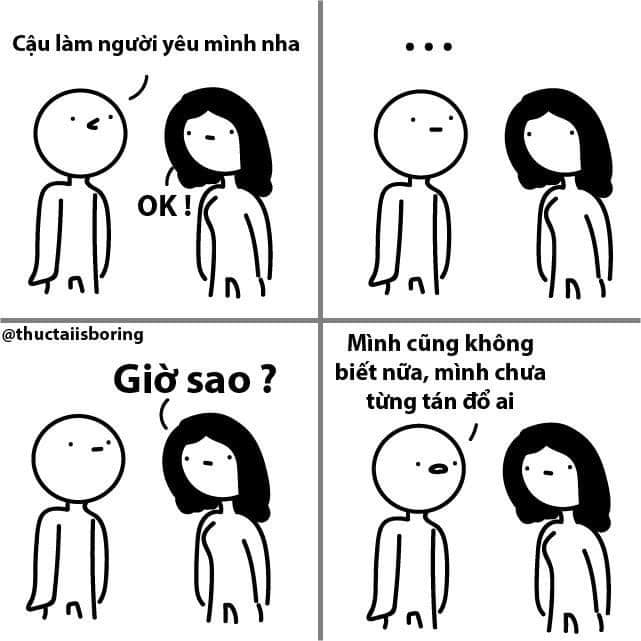 Cậu làm người yêu mình nha
OK !
...
@thuctaiisboring
Giờ sao ?
Mình cũng không
biết nữa, mình chưa
từng tán đổ ai